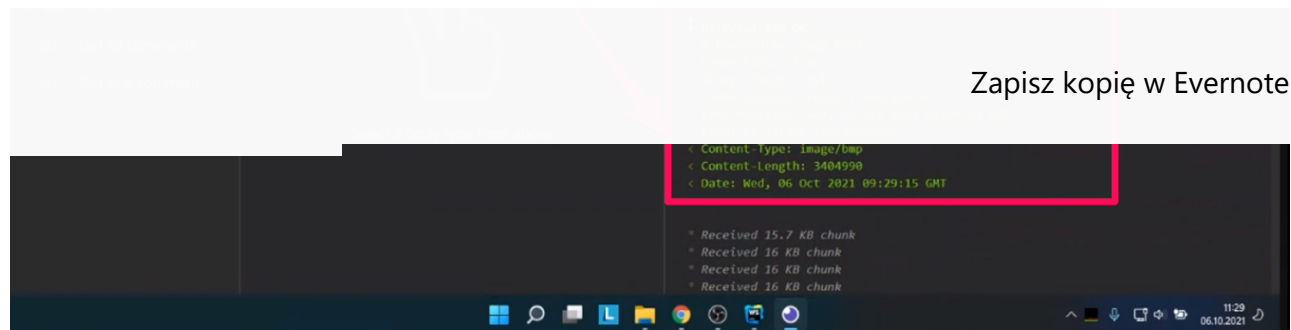 Zapisz kopię w Evernote
< Content-Type: image/bmp
< Content-Length: 3404990
< Date: Wed, 06 Oct 2021 09:29:15 GMT
* Received 15.7 KB chunk
* Received 16 KB chunk
* Received 16 KB chunk
* Received 16 KB chunk
L
11:29
06.10.2021